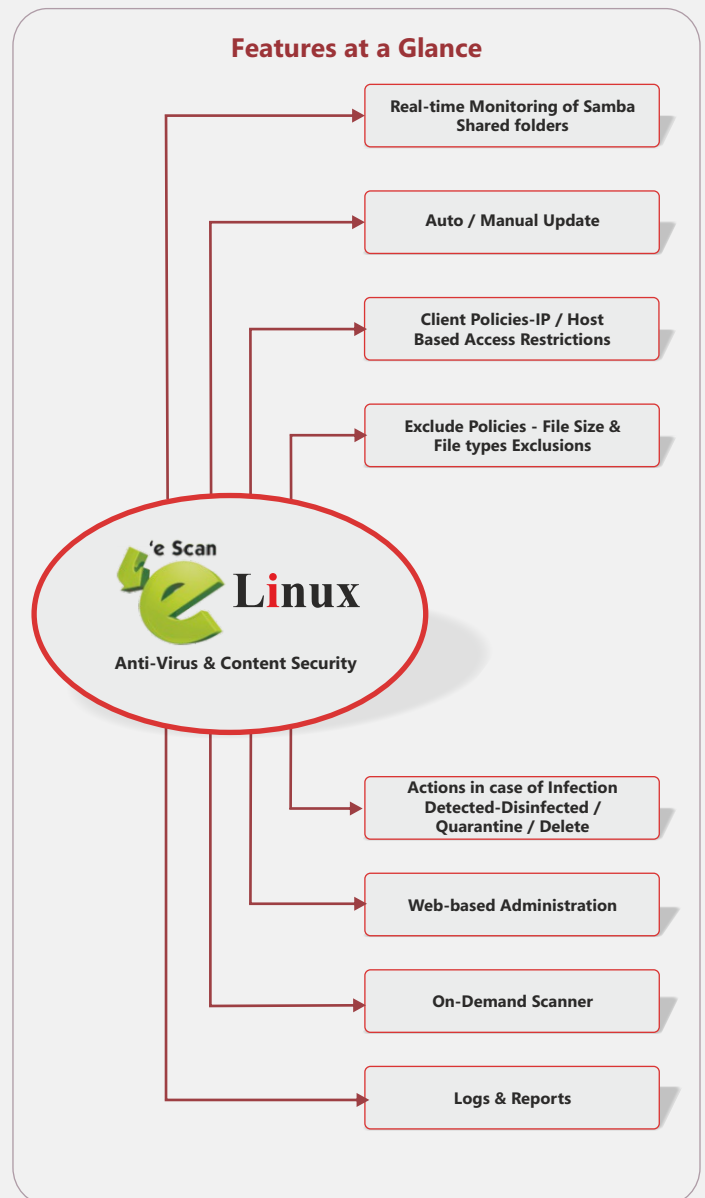 Features at a Glance
Real-time Monitoring of Samba
Shared folders
Auto / Manual Update
Client Policies-IP / Host
Based Access Restrictions
Exclude Policies - File Size &
File types Exclusions
'e Scan
e
Linux
Anti-Virus & Content Security
Actions in case of Infection
Detected-Disinfected /
Quarantine / Delete
Web-based Administration
On-Demand Scanner
Logs & Reports